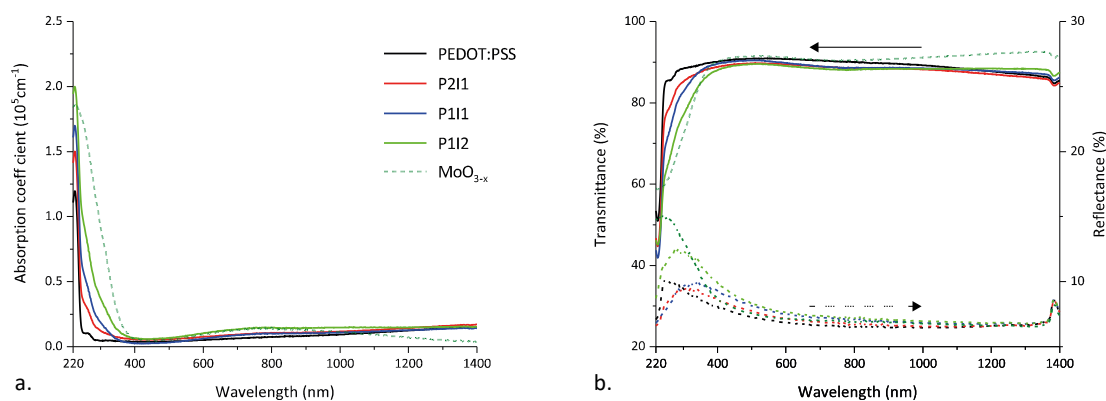 2.5
2.0
1.5
1.0
0.5
0.0
Absorption coeff cient (10⁵cm⁻¹)
220 400 600 800 1000 1200 1400
Wavelength (nm)
PEDOT:PSS
P2I1
P1I1
P1I2
MoO₃₋ₓ
a.
100
80
60
40
20
Transmittance (%)
30
20
10
Reflectance (%)
220 400 600 800 1000 1200 1400
Wavelength (nm)
b.